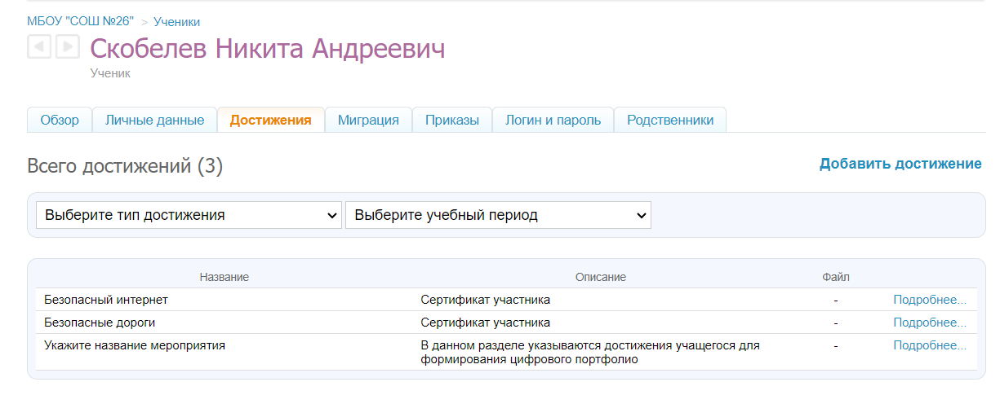 МБОУ "СОШ №26" > Ученики
Скобелев Никита Андреевич
Ученик
Обзор Личные данные Достижения Миграция Приказы Логин и пароль Родственники
Всего достижений (3) Добавить достижение
Выберите тип достижения Выберите учебный период
Название Описание Файл
Безопасный интернет Сертификат участника - Подробнее...
Безопасные дороги Сертификат участника - Подробнее...
Укажите название мероприятия В данном разделе указываются достижения учащегося для - Подробнее...
формирования цифрового портфолио